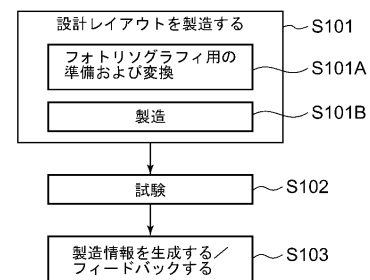 設計レイアウトを製造する
S101
フォトリソグラフィ用の
準備および変換
S101A
製造
S101B
試験
S102
製造情報を生成する/
フィードバックする
S103